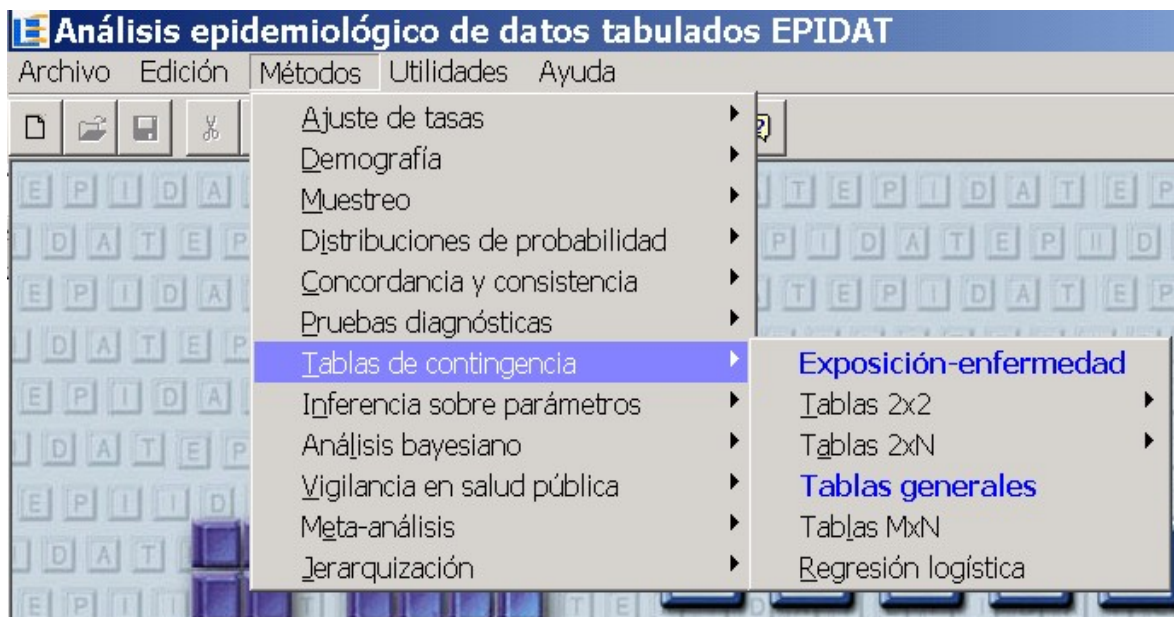 Análisis epidemiológico de datos tabulados EPIDAT
Archivo Edición Métodos Utilidades Ayuda
Ajuste de tasas
Demografía
Muestreo
Distribuciones de probabilidad
Concordancia y consistencia
Pruebas diagnósticas
Tablas de contingencia
Inferencia sobre parámetros
Análisis bayesiano
Vigilancia en salud pública
Meta-análisis
Jerarquización
Exposición-enfermedad
Tablas 2x2
Tablas 2xN
Tablas generales
Tablas MxN
Regresión logística